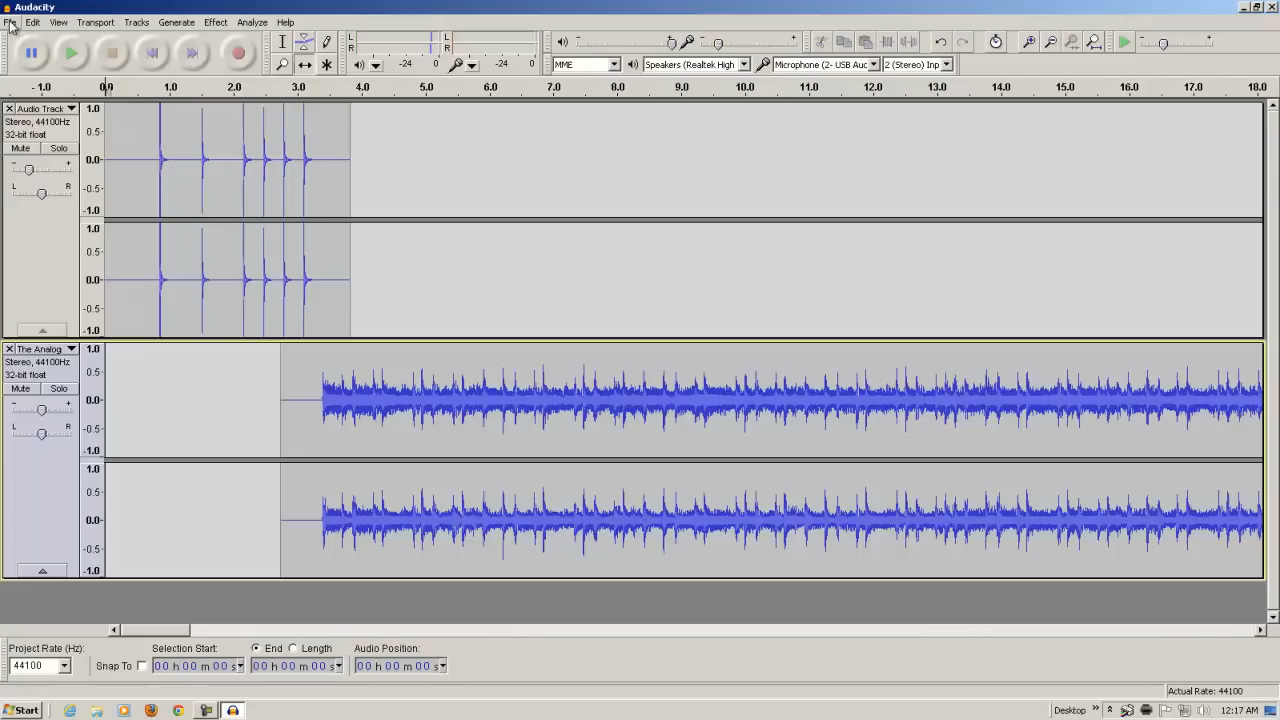 Audacity
File Edit View Transport Tracks Generate Effect Analyze Help
L R L R
-24 0 -24 0
MME Speakers (Realtek High Microphone (2- USB Auc 2 (Stereo) Inp
- 1.0 0.0 1.0 2.0 3.0 4.0 5.0 6.0 7.0 8.0 9.0 10.0 11.0 12.0 13.0 14.0 15.0 16.0 17.0 18.0
Audio Track
Stereo, 44100Hz
32-bit float
Mute Solo
- +
L R
1.0
0.5-
0.0-
-0.5-
-1.0
1.0
0.5-
0.0-
-0.5-
-1.0
The Analog
Stereo, 44100Hz
32-bit float
Mute Solo
- +
L R
1.0
0.5-
0.0-
-0.5-
-1.0
1.0
0.5-
0.0-
-0.5-
-1.0
Project Rate (Hz): Selection Start: End Length Audio Position:
44100 Snap To 00 h 00 m 00 s 00 h 00 m 00 s 00 h 00 m 00 s
Actual Rate: 44100
Start Desktop 12:17 AM